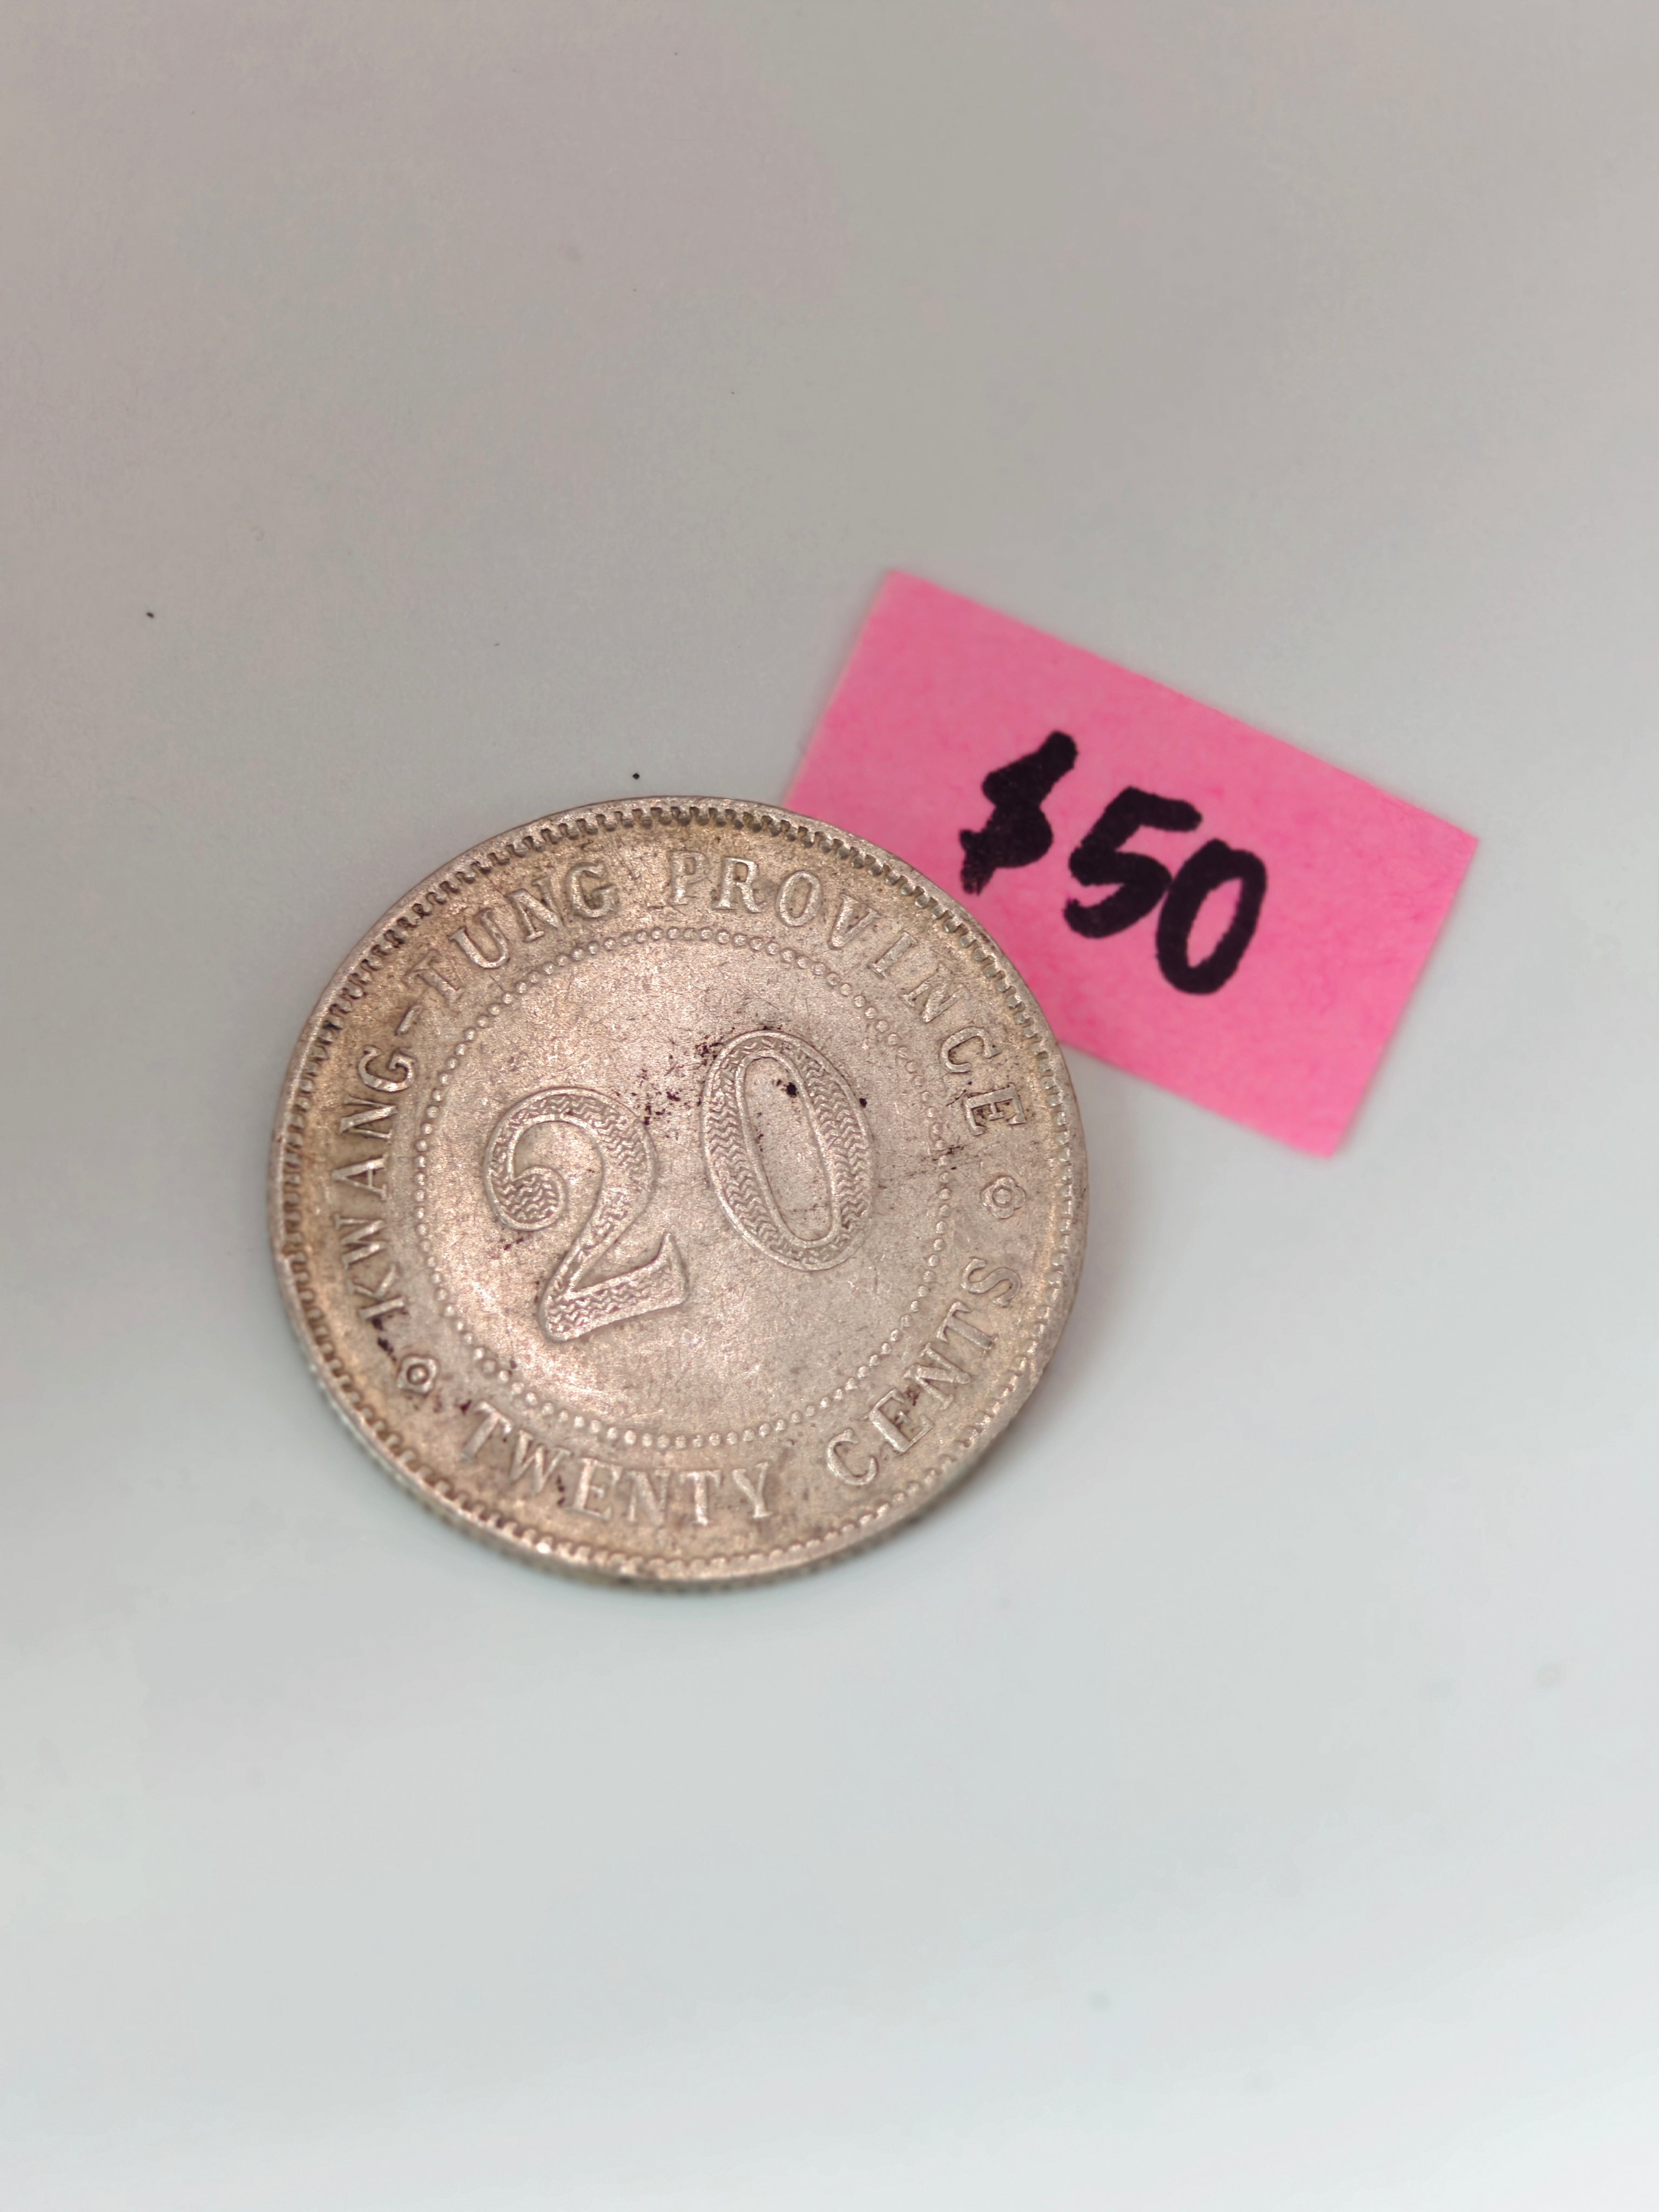 $50
KWANG-TUNG PROVINCE
20
TWENTY CENTS